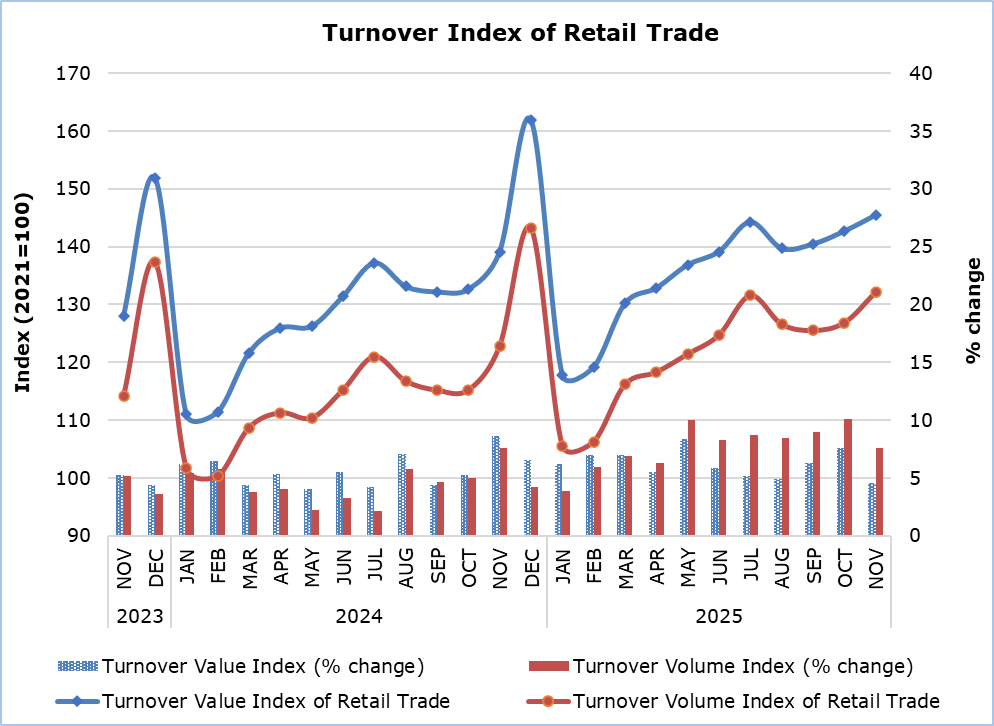 Turnover Index of Retail Trade
170
160
150
140
130
120
110
100
90
Index (2021=100)
40
35
30
25
20
15
10
5
0
% change
NOV
DEC
JAN
FEB
MAR
APR
MAY
JUN
JUL
AUG
SEP
OCT
NOV
DEC
JAN
FEB
MAR
APR
MAY
JUN
JUL
AUG
SEP
OCT
NOV
2023
2024
2025
Turnover Value Index (% change)
Turnover Volume Index (% change)
Turnover Value Index of Retail Trade
Turnover Volume Index of Retail Trade